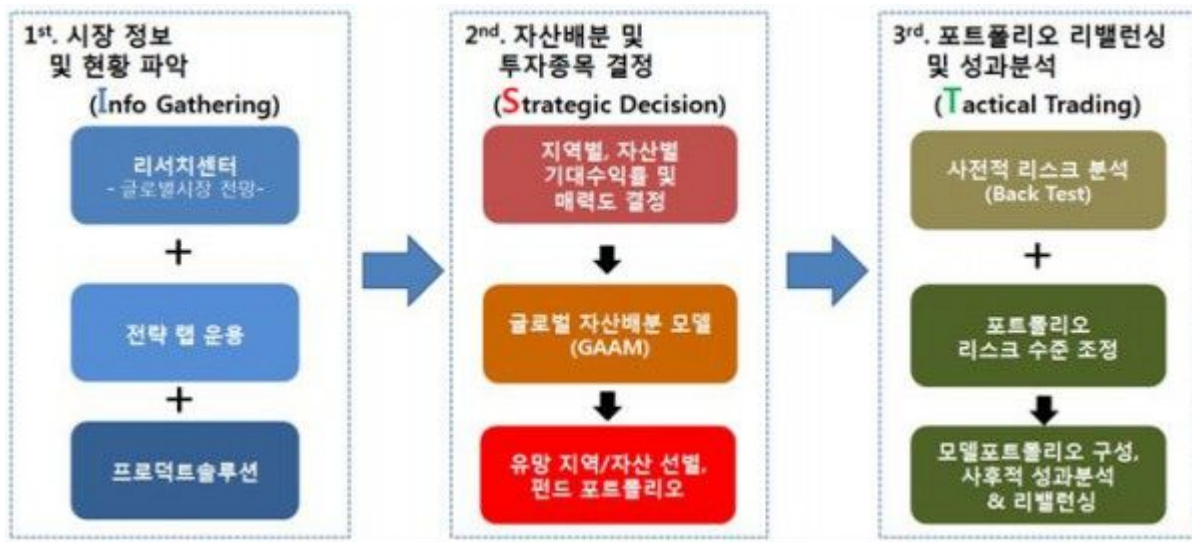 1st. 시장 정보
및 현황 파악
(Info Gathering)
리서치센터
- 글로벌시장 전망-
+
전략 랩 운용
+
프로덕트솔루션
2nd. 자산배분 및
투자종목 결정
(Strategic Decision)
지역별, 자산별
기대수익률 및
매력도 결정
글로벌 자산배분 모델
(GAAM)
유망 지역/자산 선별,
펀드 포트폴리오
3rd. 포트폴리오 리밸런싱
및 성과분석
(Tactical Trading)
사전적 리스크 분석
(Back Test)
+
포트폴리오
리스크 수준 조정
모델포트폴리오 구성,
사후적 성과분석
& 리밸런싱